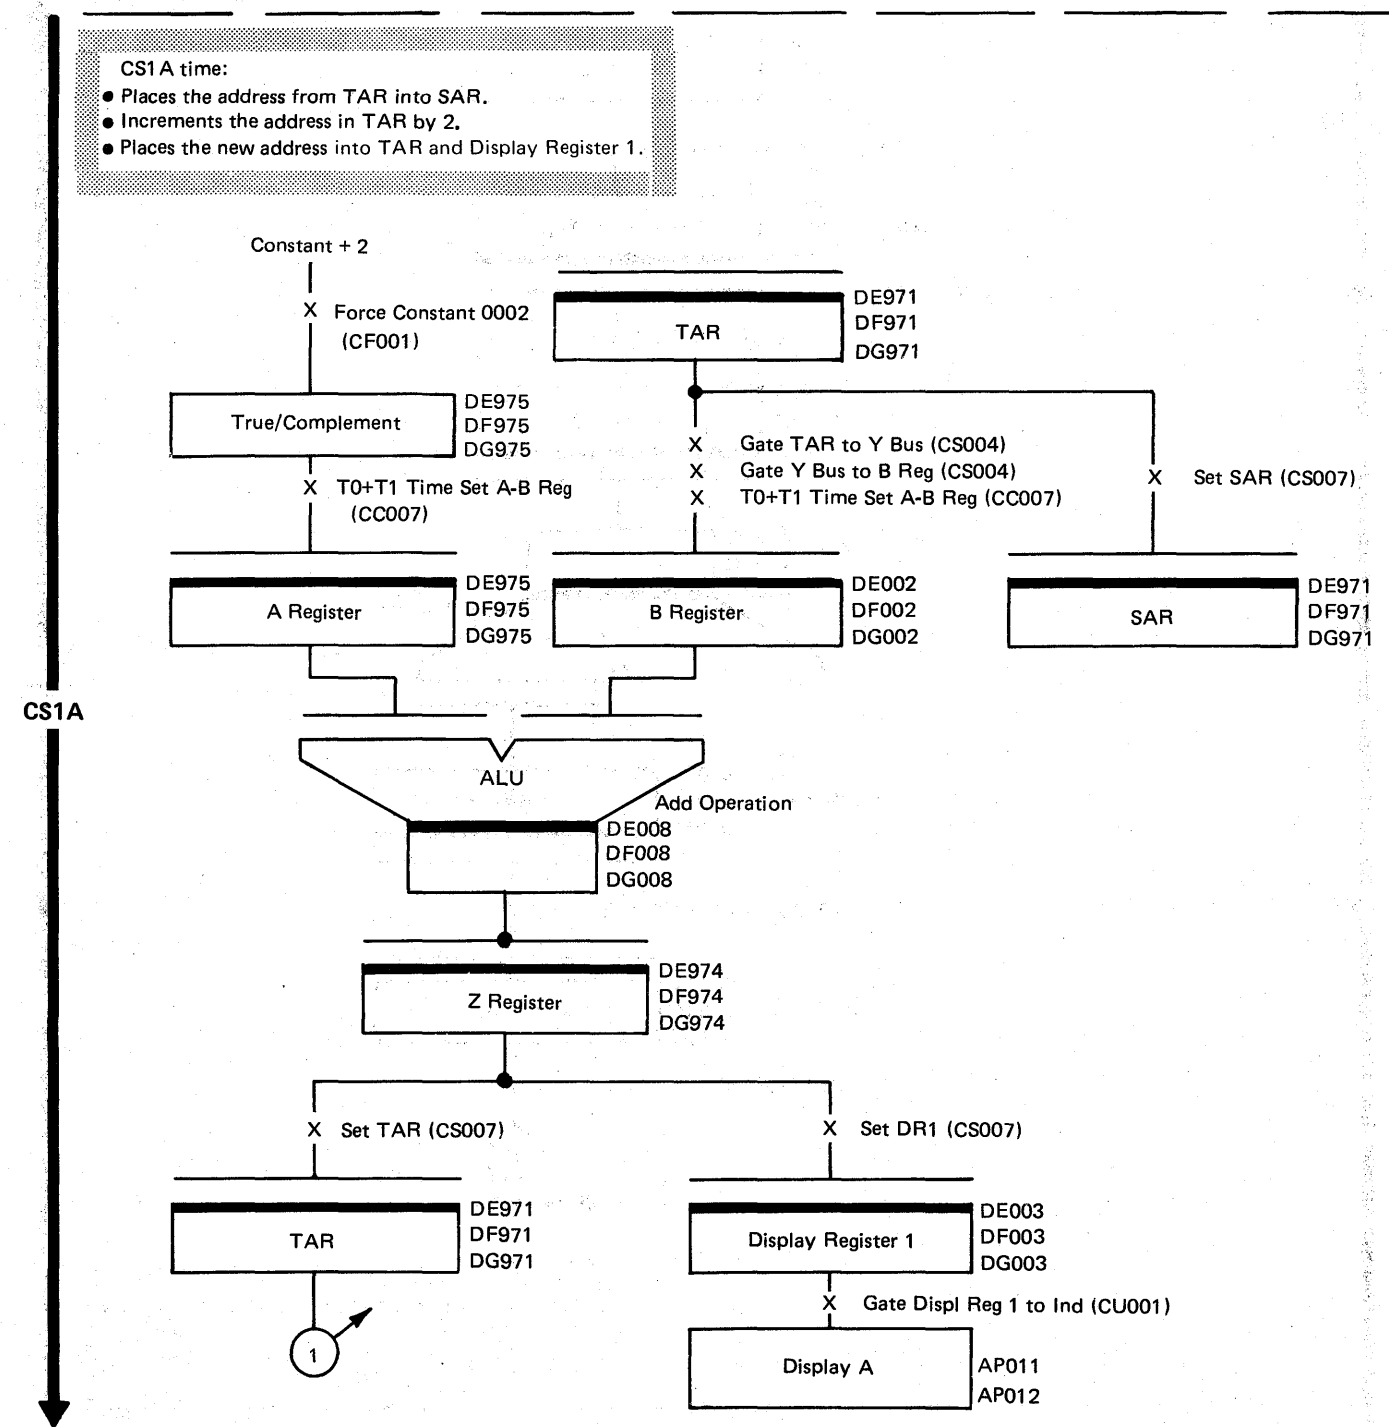 CS1A time:
● Places the address from TAR into SAR.
● Increments the address in TAR by 2.
● Places the new address into TAR and Display Register 1.
Constant + 2
X Force Constant 0002
(CF001)
TAR
DE971
DF971
DG971
True/Complement
DE975
DF975
DG975
X T0+T1 Time Set A-B Reg
(CC007)
X Gate TAR to Y Bus (CS004)
X Gate Y Bus to B Reg (CS004)
X T0+T1 Time Set A-B Reg (CC007)
X Set SAR (CS007)
A Register
DE975
DF975
DG975
B Register
DE002
DF002
DG002
SAR
DE971
DF971
DG971
CS1A
ALU
Add Operation
DE008
DF008
DG008
Z Register
DE974
DF974
DG974
X Set TAR (CS007)
X Set DR1 (CS007)
TAR
DE971
DF971
DG971
Display Register 1
DE003
DF003
DG003
X Gate Displ Reg 1 to Ind (CU001)
1
Display A
AP011
AP012